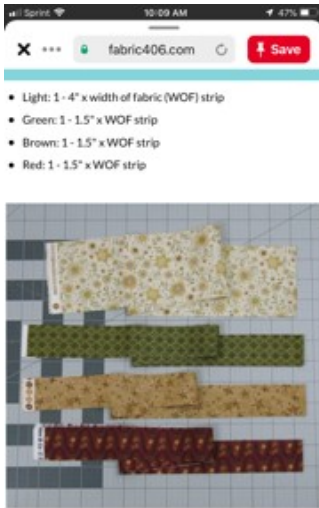 Sprint 10:09 AM 47%
fabric406.com Save
• Light: 1 - 4" x width of fabric (WOF) strip
• Green: 1 - 1.5" x WOF strip
• Brown: 1 - 1.5" x WOF strip
• Red: 1 - 1.5" x WOF strip